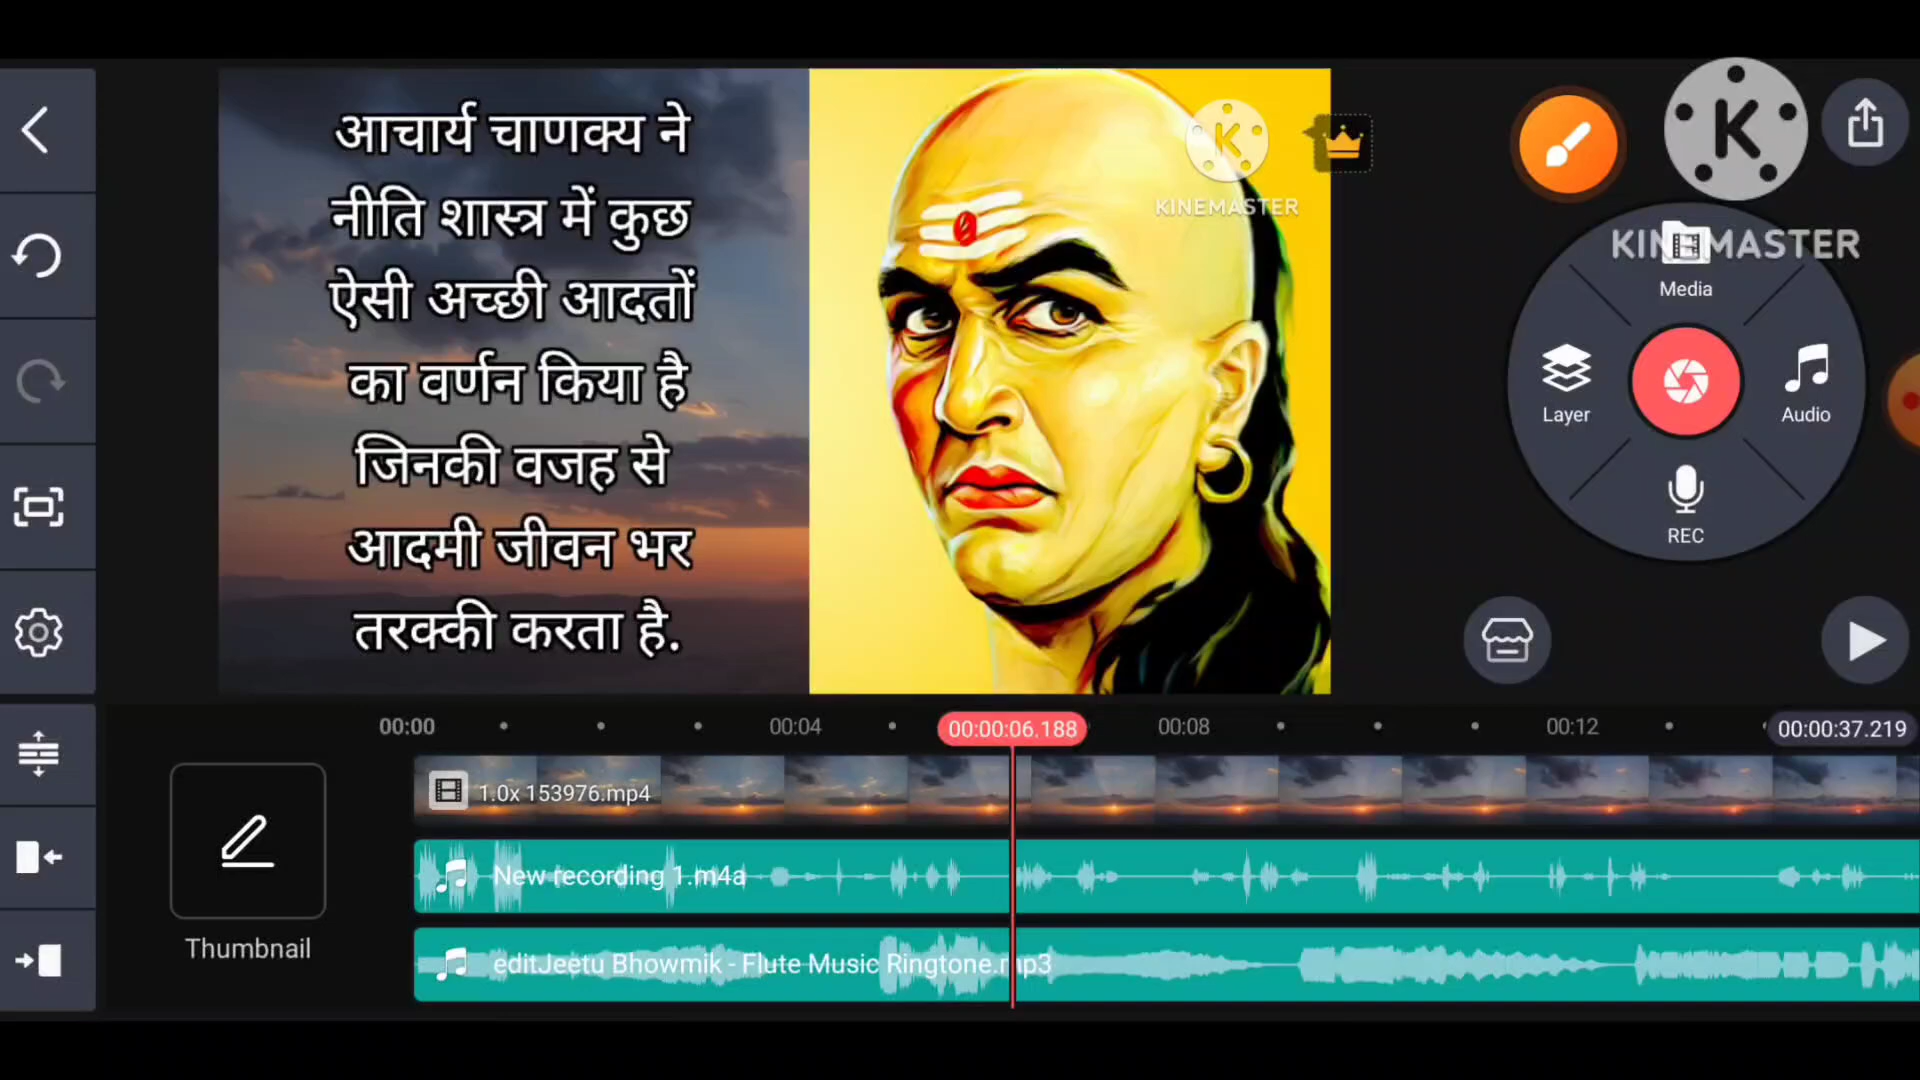 आचार्य चाणक्य ने
नीति शास्त्र में कुछ
ऐसी अच्छी आदतों
का वर्णन किया है
जिनकी वजह से
आदमी जीवन भर
तरक्की करता है.
K
KINEMASTER
K
KINEMASTER
Media
Layer
Audio
REC
00:00
00:04
00:00:06.188
00:08
00:12
00:00:37.219
1.0x 153976.mp4
New recording 1.m4a
editJeetu Bhowmik - Flute Music Ringtone.mp3
Thumbnail